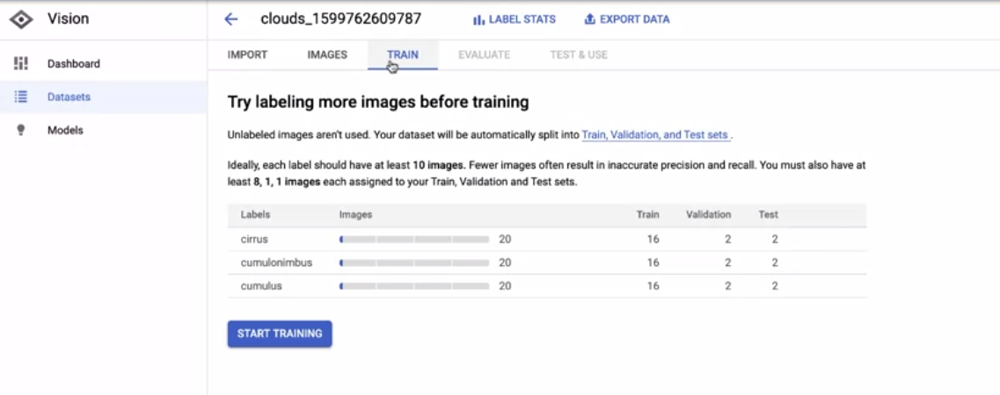 Vision
clouds_1599762609787
LABEL STATS
EXPORT DATA
Dashboard
Datasets
Models
IMPORT
IMAGES
TRAIN
EVALUATE
TEST & USE
Try labeling more images before training
Unlabeled images aren't used. Your dataset will be automatically split into Train, Validation, and Test sets .
Ideally, each label should have at least 10 images. Fewer images often result in inaccurate precision and recall. You must also have at
least 8, 1, 1 images each assigned to your Train, Validation and Test sets.
Labels Images Train Validation Test
cirrus 20 16 2 2
cumulonimbus 20 16 2 2
cumulus 20 16 2 2
START TRAINING